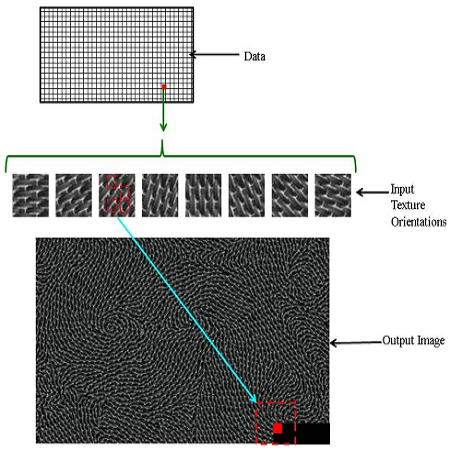 Data
Input
Texture
Orientations
Output Image